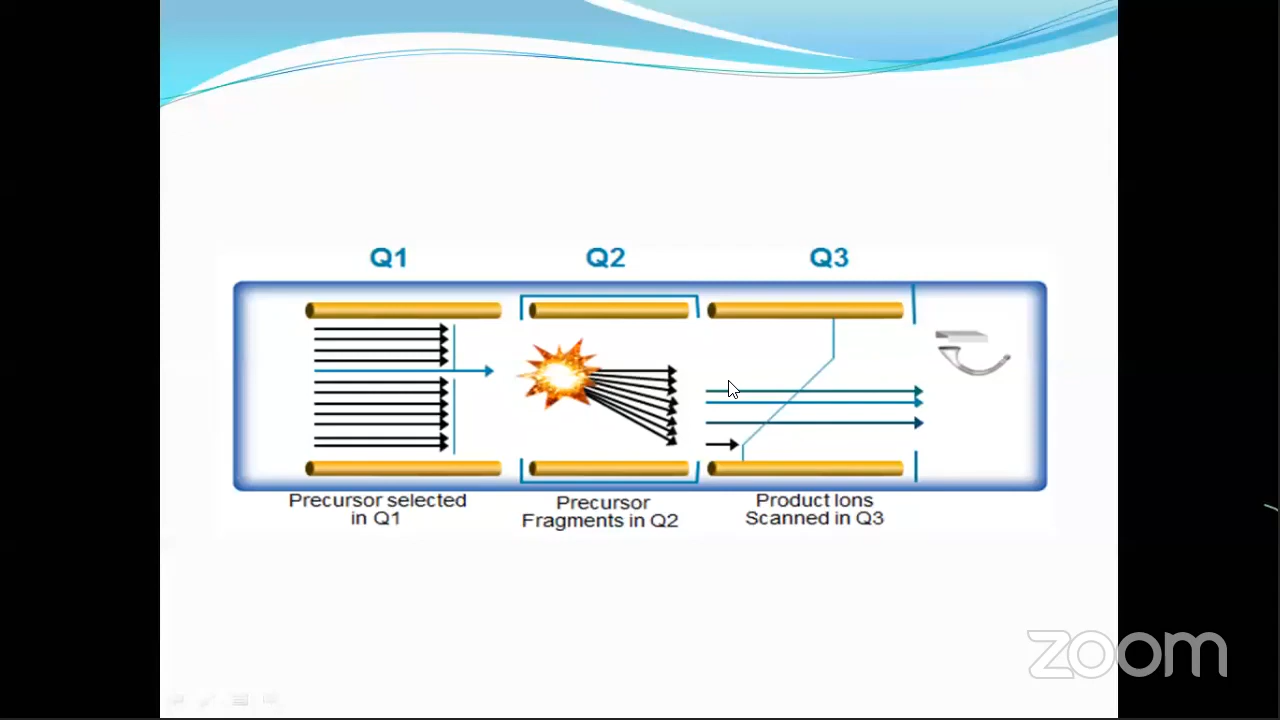 Q1
Q2
Q3
Precursor selected
in Q1
Precursor
Fragments in Q2
Product Ions
Scanned in Q3
zoom